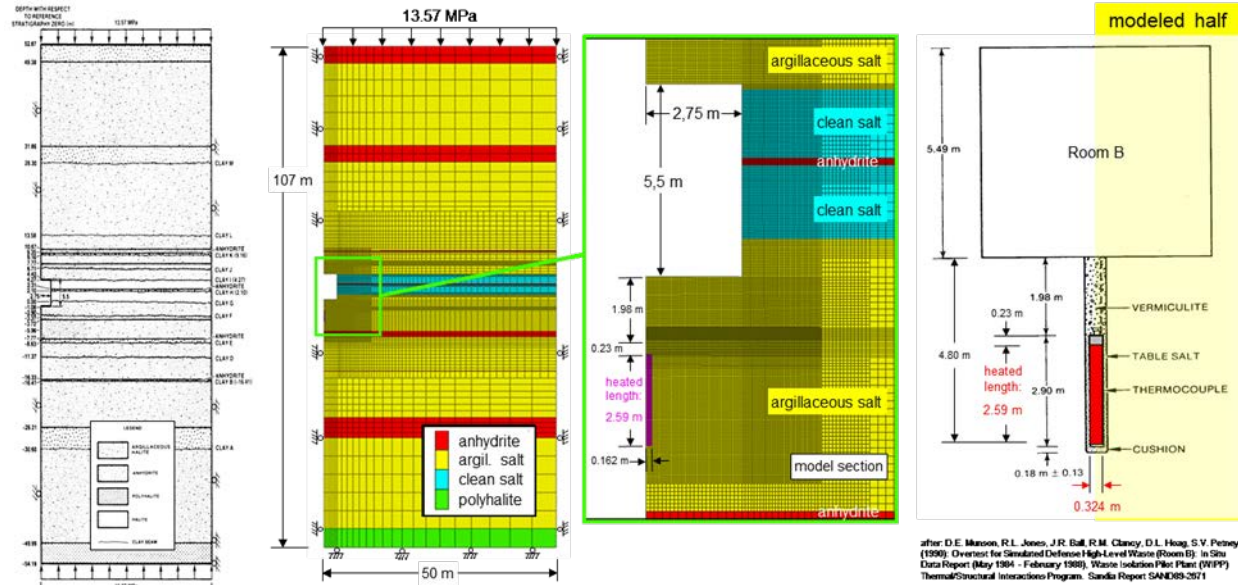 DEPTH WITH RESPECT
TO REFERENCE
STRATIGRAPHY ZERO (m)
13.57 MPa
CLAY M
CLAY L
ANHYDRITE
CLAY J
ANHYDRITE
CLAY G
CLAY F
ANHYDRITE
CLAY E
CLAY D
ANHYDRITE
CLAY A
LEGEND
ARGILLACEOUS
HALITE
ANHYDRITE
POLYHALITE
HALITE
CLAY SEAM
13.57 MPa
107 m
50 m
anhydrite
argil. salt
clean salt
polyhalite
argillaceous salt
2,75 m
clean salt
anhydrite
5,5 m
clean salt
1.98 m
0.23 m
heated
length:
2.59 m
argillaceous salt
0.162 m
model section
anhydrite
modeled half
5.49 m
Room B
1.98 m
VERMICULITE
0.23 m
4.80 m
TABLE SALT
heated
length:
2.59 m
2.90 m
THERMOCOUPLE
CUSHION
0.18 m ± 0.13
0.324 m
after: D.E. Munson, R.L. Jones, J.R. Ball, R.M. Clancy, D.L. Hoag, S.V. Petney
(1990): Overtest for Simulated Defense High-Level Waste (Room B): In Situ
Data Report (May 1984 - February 1988), Waste Isolation Pilot Plant (WIPP)
Thermal/Structural Interactions Program. Sandia Report SAND89-2671